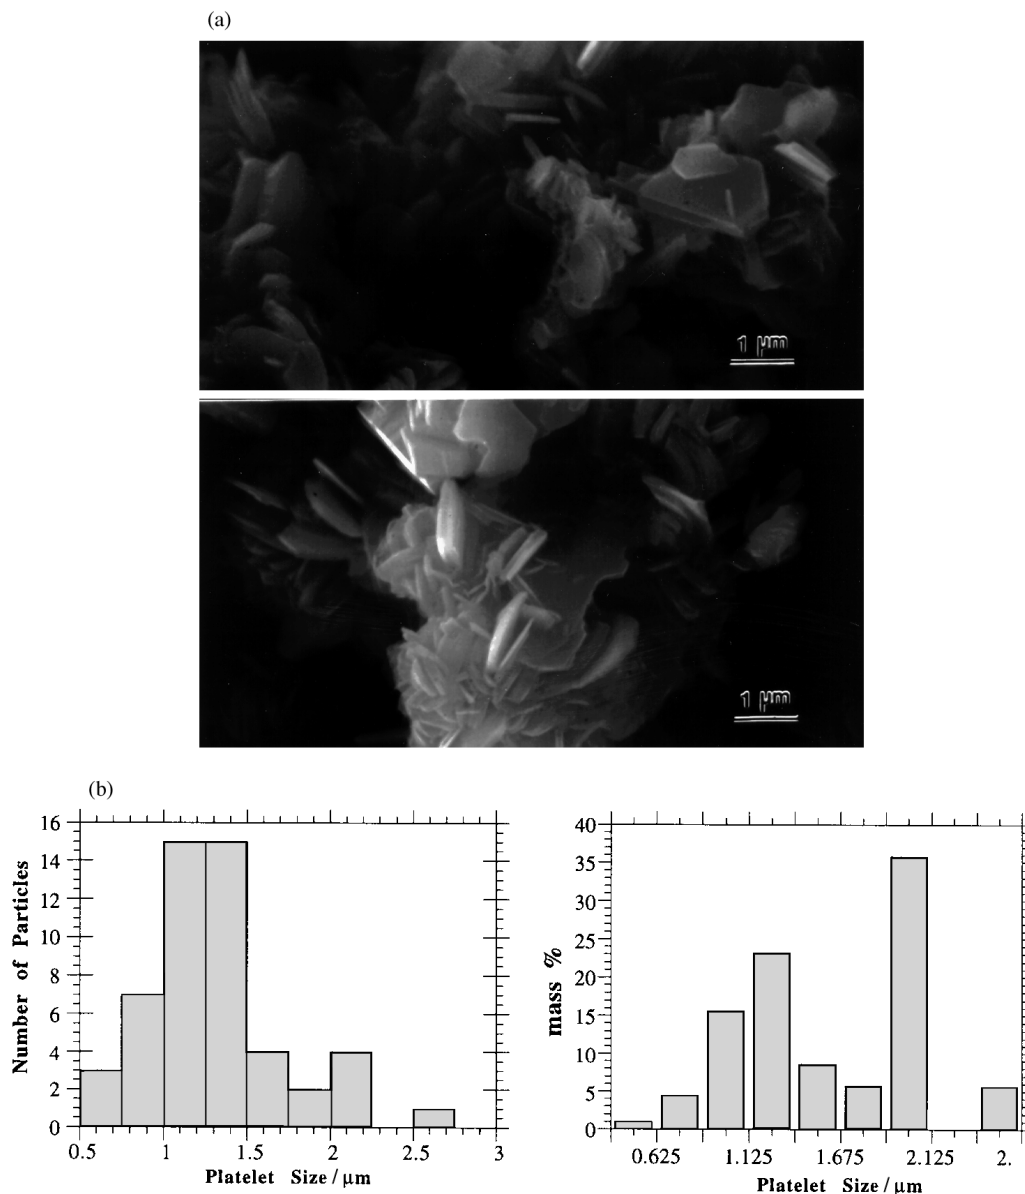 (a)
1 μm
1 μm
(b)
16
14
12
10
8
6
4
2
0
Number of Particles
0.5 1 1.5 2 2.5 3
Platelet Size/μm
40
35
30
25
20
15
10
5
0
mass %
0.625 1.125 1.675 2.125 2.
Platelet Size/μm